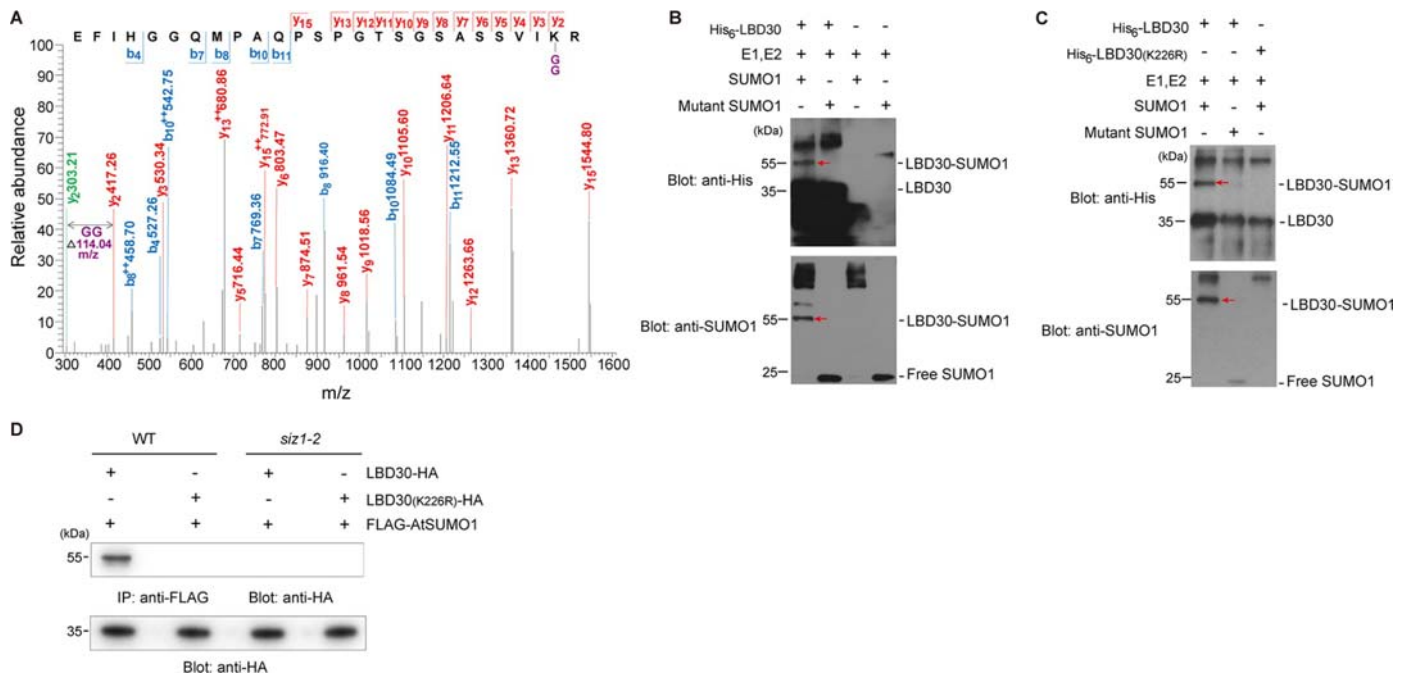 A
y15 y13 y12 y11 y10 y9 y8 y7 y6 y5 y4 y3 y2
E F I H G G Q M P A Q P S P G T S G S A S S V I K R
b4 b7 b8 b10 b11
G
G
Relative abundance
100
90
80
70
60
50
40
30
20
10
0
y2 303.21
GG
Δ114.04
m/z
y2 417.26
b8++ 458.70
b4 527.26
y3 530.34
b10++ 542.75
y13++ 680.86
y5 716.44
b7 769.36
y15++ 772.91
y6 803.47
y7 874.51
b8 916.40
y8 961.54
y9 1018.56
b10 1084.49
y10 1105.60
y11 1206.64
b11 1212.55
y12 1263.66
y13 1360.72
y15 1544.80
300 400 500 600 700 800 900 1000 1100 1200 1300 1400 1500 1600
m/z
B
His6-LBD30 + + - -
E1,E2 + + + +
SUMO1 + - + -
Mutant SUMO1 - + - +
(kDa)
55
LBD30-SUMO1
Blot: anti-His
35
LBD30
Blot: anti-SUMO1
55
LBD30-SUMO1
25
Free SUMO1
C
His6-LBD30 + + -
His6-LBD30(K226R) - - +
E1,E2 + + +
SUMO1 + - +
Mutant SUMO1 - + -
(kDa)
55
LBD30-SUMO1
Blot: anti-His
35
LBD30
55
LBD30-SUMO1
Blot: anti-SUMO1
25
Free SUMO1
D
WT siz1-2
+ - + - LBD30-HA
- + - + LBD30(K226R)-HA
+ + + + FLAG-AtSUMO1
(kDa)
55
IP: anti-FLAG Blot: anti-HA
35
Blot: anti-HA